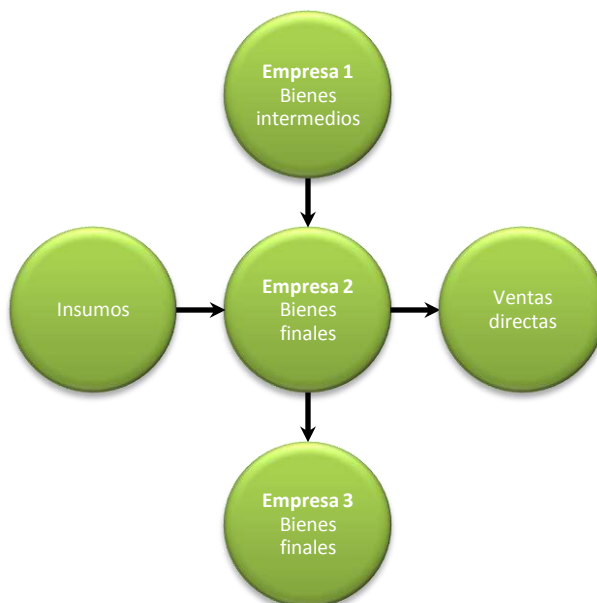 Empresa 1
Bienes
intermedios
Insumos
Empresa 2
Bienes
finales
Ventas
directas
Empresa 3
Bienes
finales